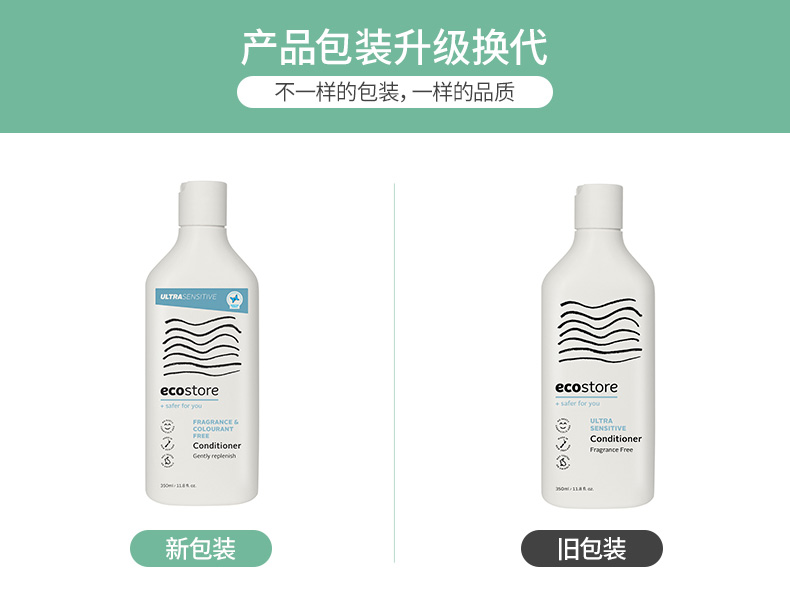 产品包装升级换代
不一样的包装，一样的品质
ULTRASENSITIVE
ecostore
+ safer for you
FRAGRANCE &
COLOURANT
FREE
Conditioner
Gently replenish
350ml / 11.8 fl. oz.
新包装
ecostore
+ safer for you
ULTRA
SENSITIVE
Conditioner
Fragrance Free
350ml / 11.8 fl. oz.
旧包装